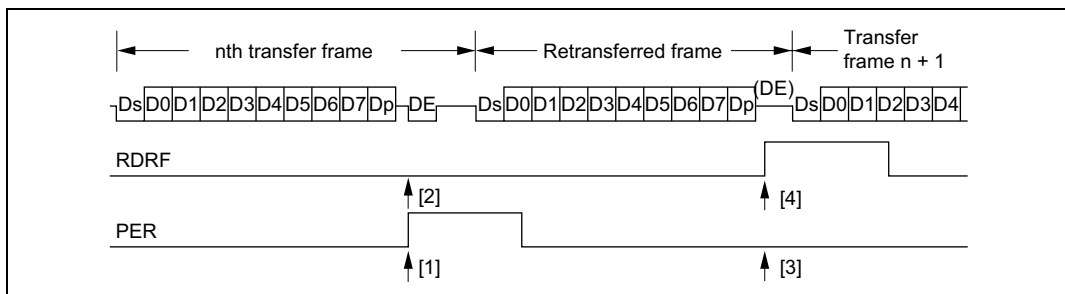 nth transfer frame Retransferred frame Transfer
frame n + 1
Ds D0 D1 D2 D3 D4 D5 D6 D7 Dp DE Ds D0 D1 D2 D3 D4 D5 D6 D7 Dp (DE) Ds D0 D1 D2 D3 D4
RDRF
[2] [4]
PER
[1] [3]